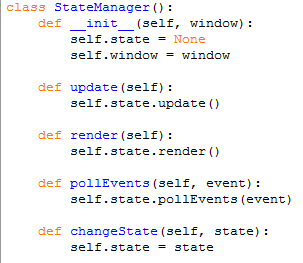 class StateManager():
    def __init__(self, window):
        self.state = None
        self.window = window
    def update(self):
        self.state.update()
    def render(self):
        self.state.render()
    def pollEvents(self, event):
        self.state.pollEvents(event)
    def changeState(self, state):
        self.state = state